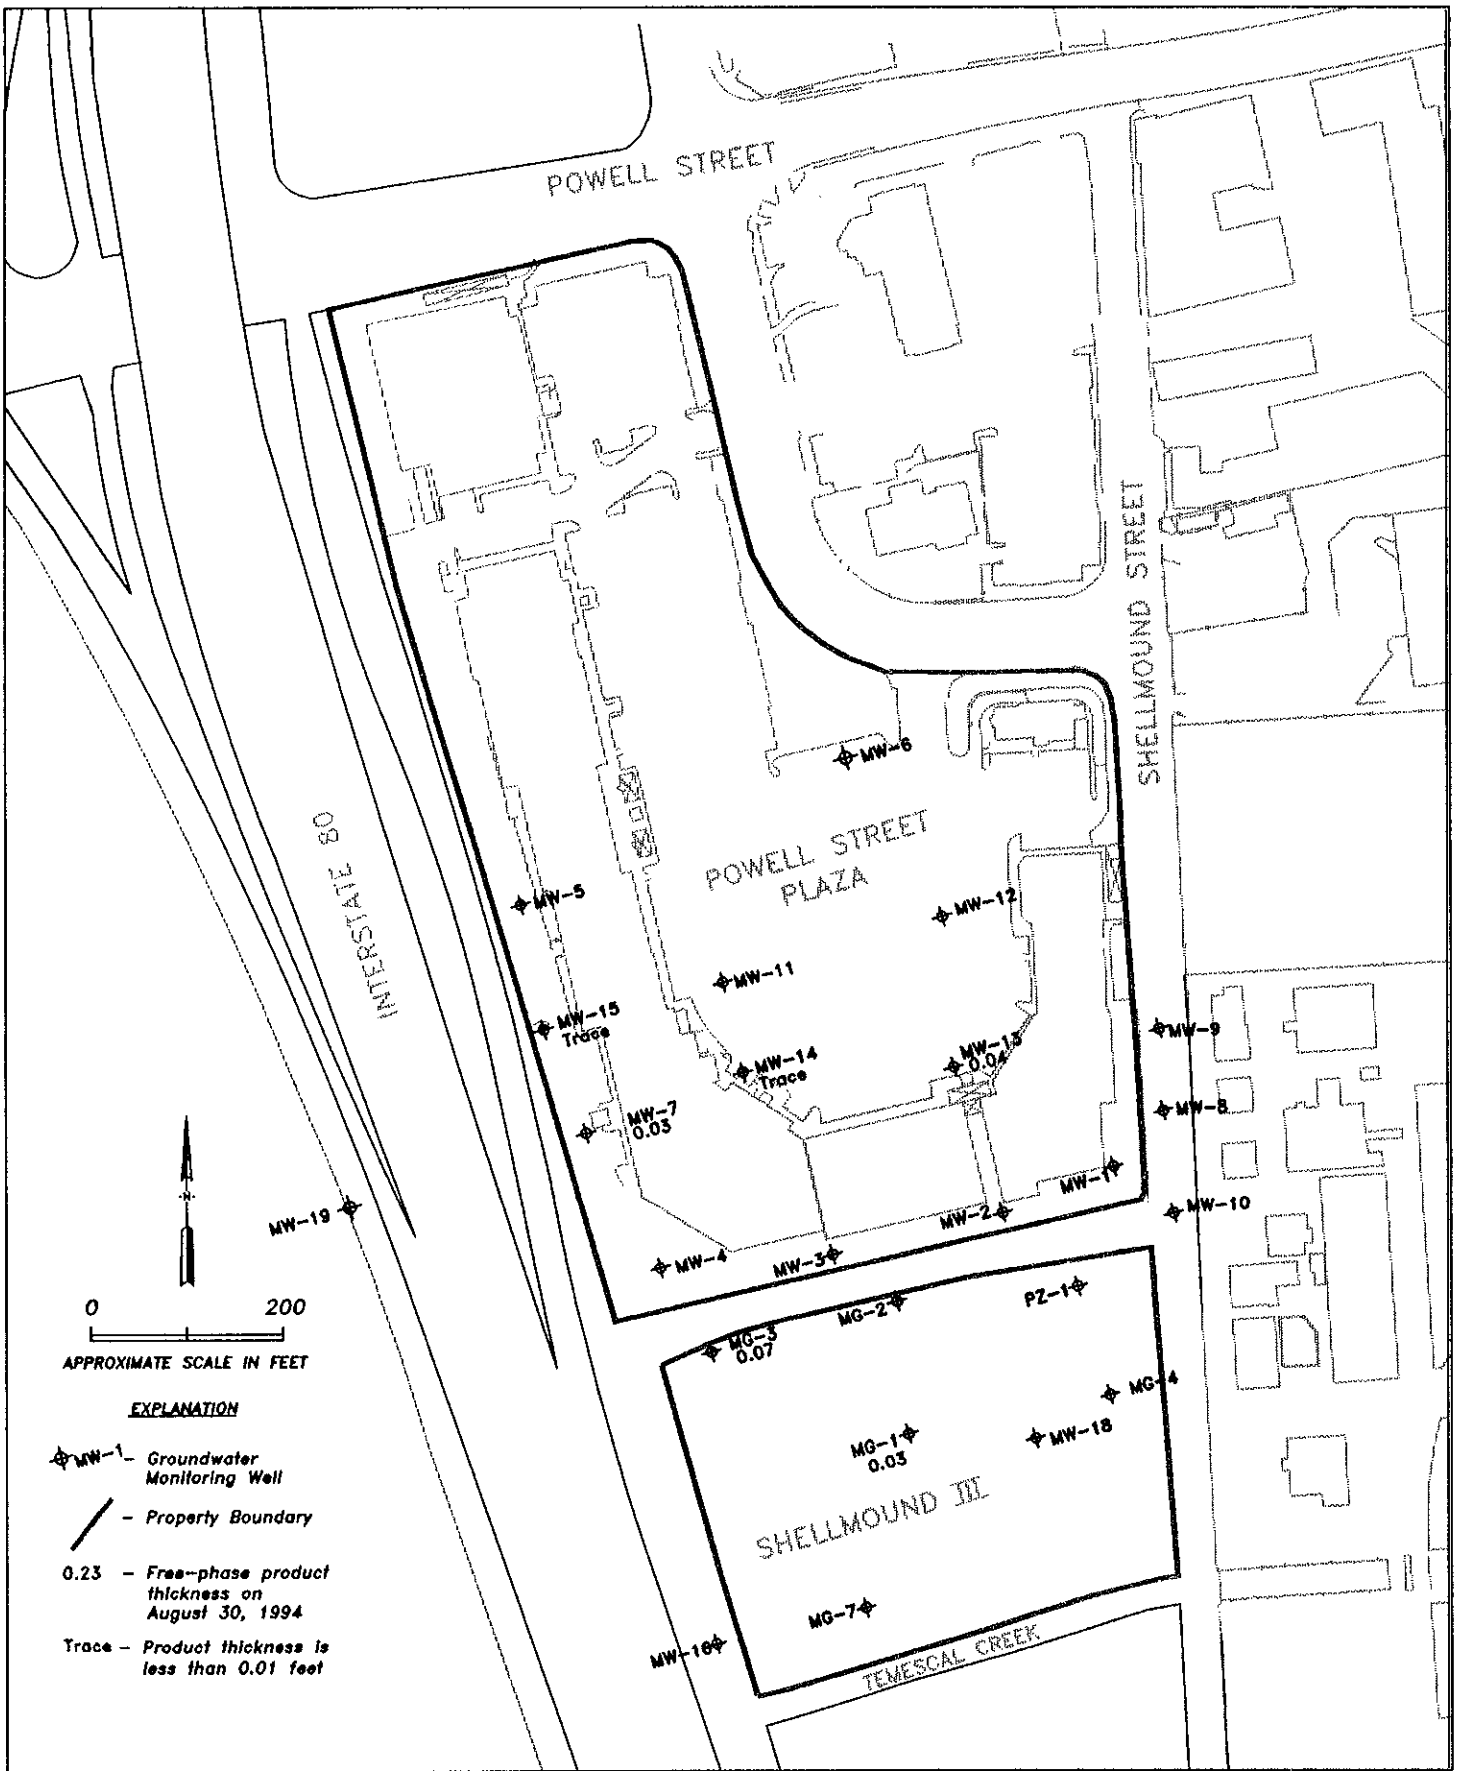 POWELL STREET
SHELLMOUND STREET
INTERSTATE 80
MW-6
POWELL STREET
PLAZA
MW-5
MW-12
MW-11
MW-15
Trace
MW-14
Trace
MW-13
0.04
MW-9
MW-7
0.03
MW-8
MW-1
MW-19
MW-2
MW-10
MW-4
MW-3
N
0 200
APPROXIMATE SCALE IN FEET
PZ-1
MG-2
MG-3
0.07
MG-4
MG-1
0.03
MW-18
SHELLMOUND III
MG-7
TEMESCAL CREEK
EXPLANATION
MW-1 - Groundwater
Monitoring Well
- Property Boundary
0.23 - Free-phase product
thickness on
August 30, 1994
Trace - Product thickness is
less than 0.01 feet